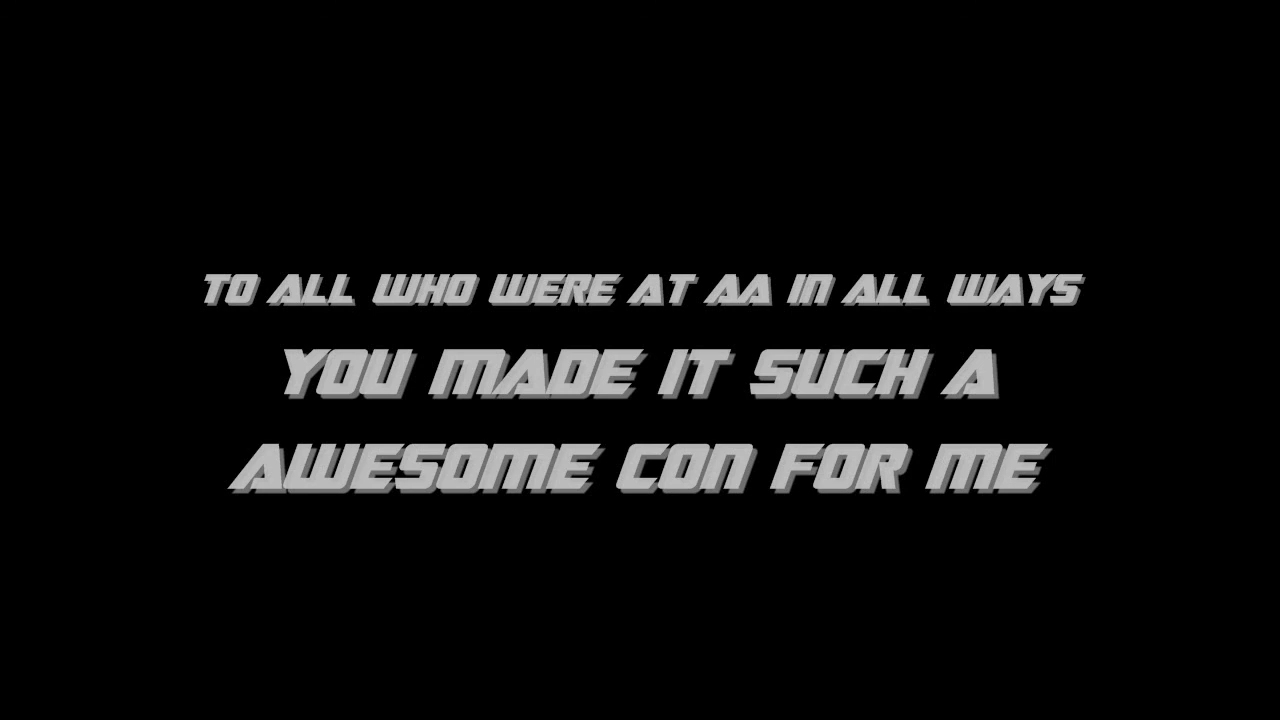 TO ALL WHO WERE AT AA IN ALL WAYS
YOU MADE IT SUCH A
AWESOME CON FOR ME